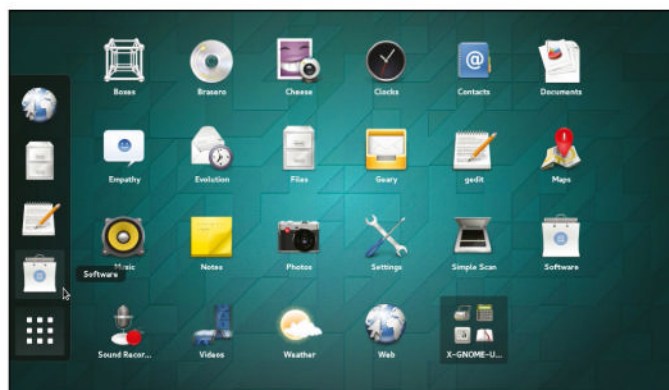 Boxes Brasero Cheese Clocks Contacts Documents
Empathy Evolution Files Geary gedit Maps
Music Notes Photos Settings Simple Scan Software
Software
Sound Recor... Videos Weather Web X-GNOME-U...